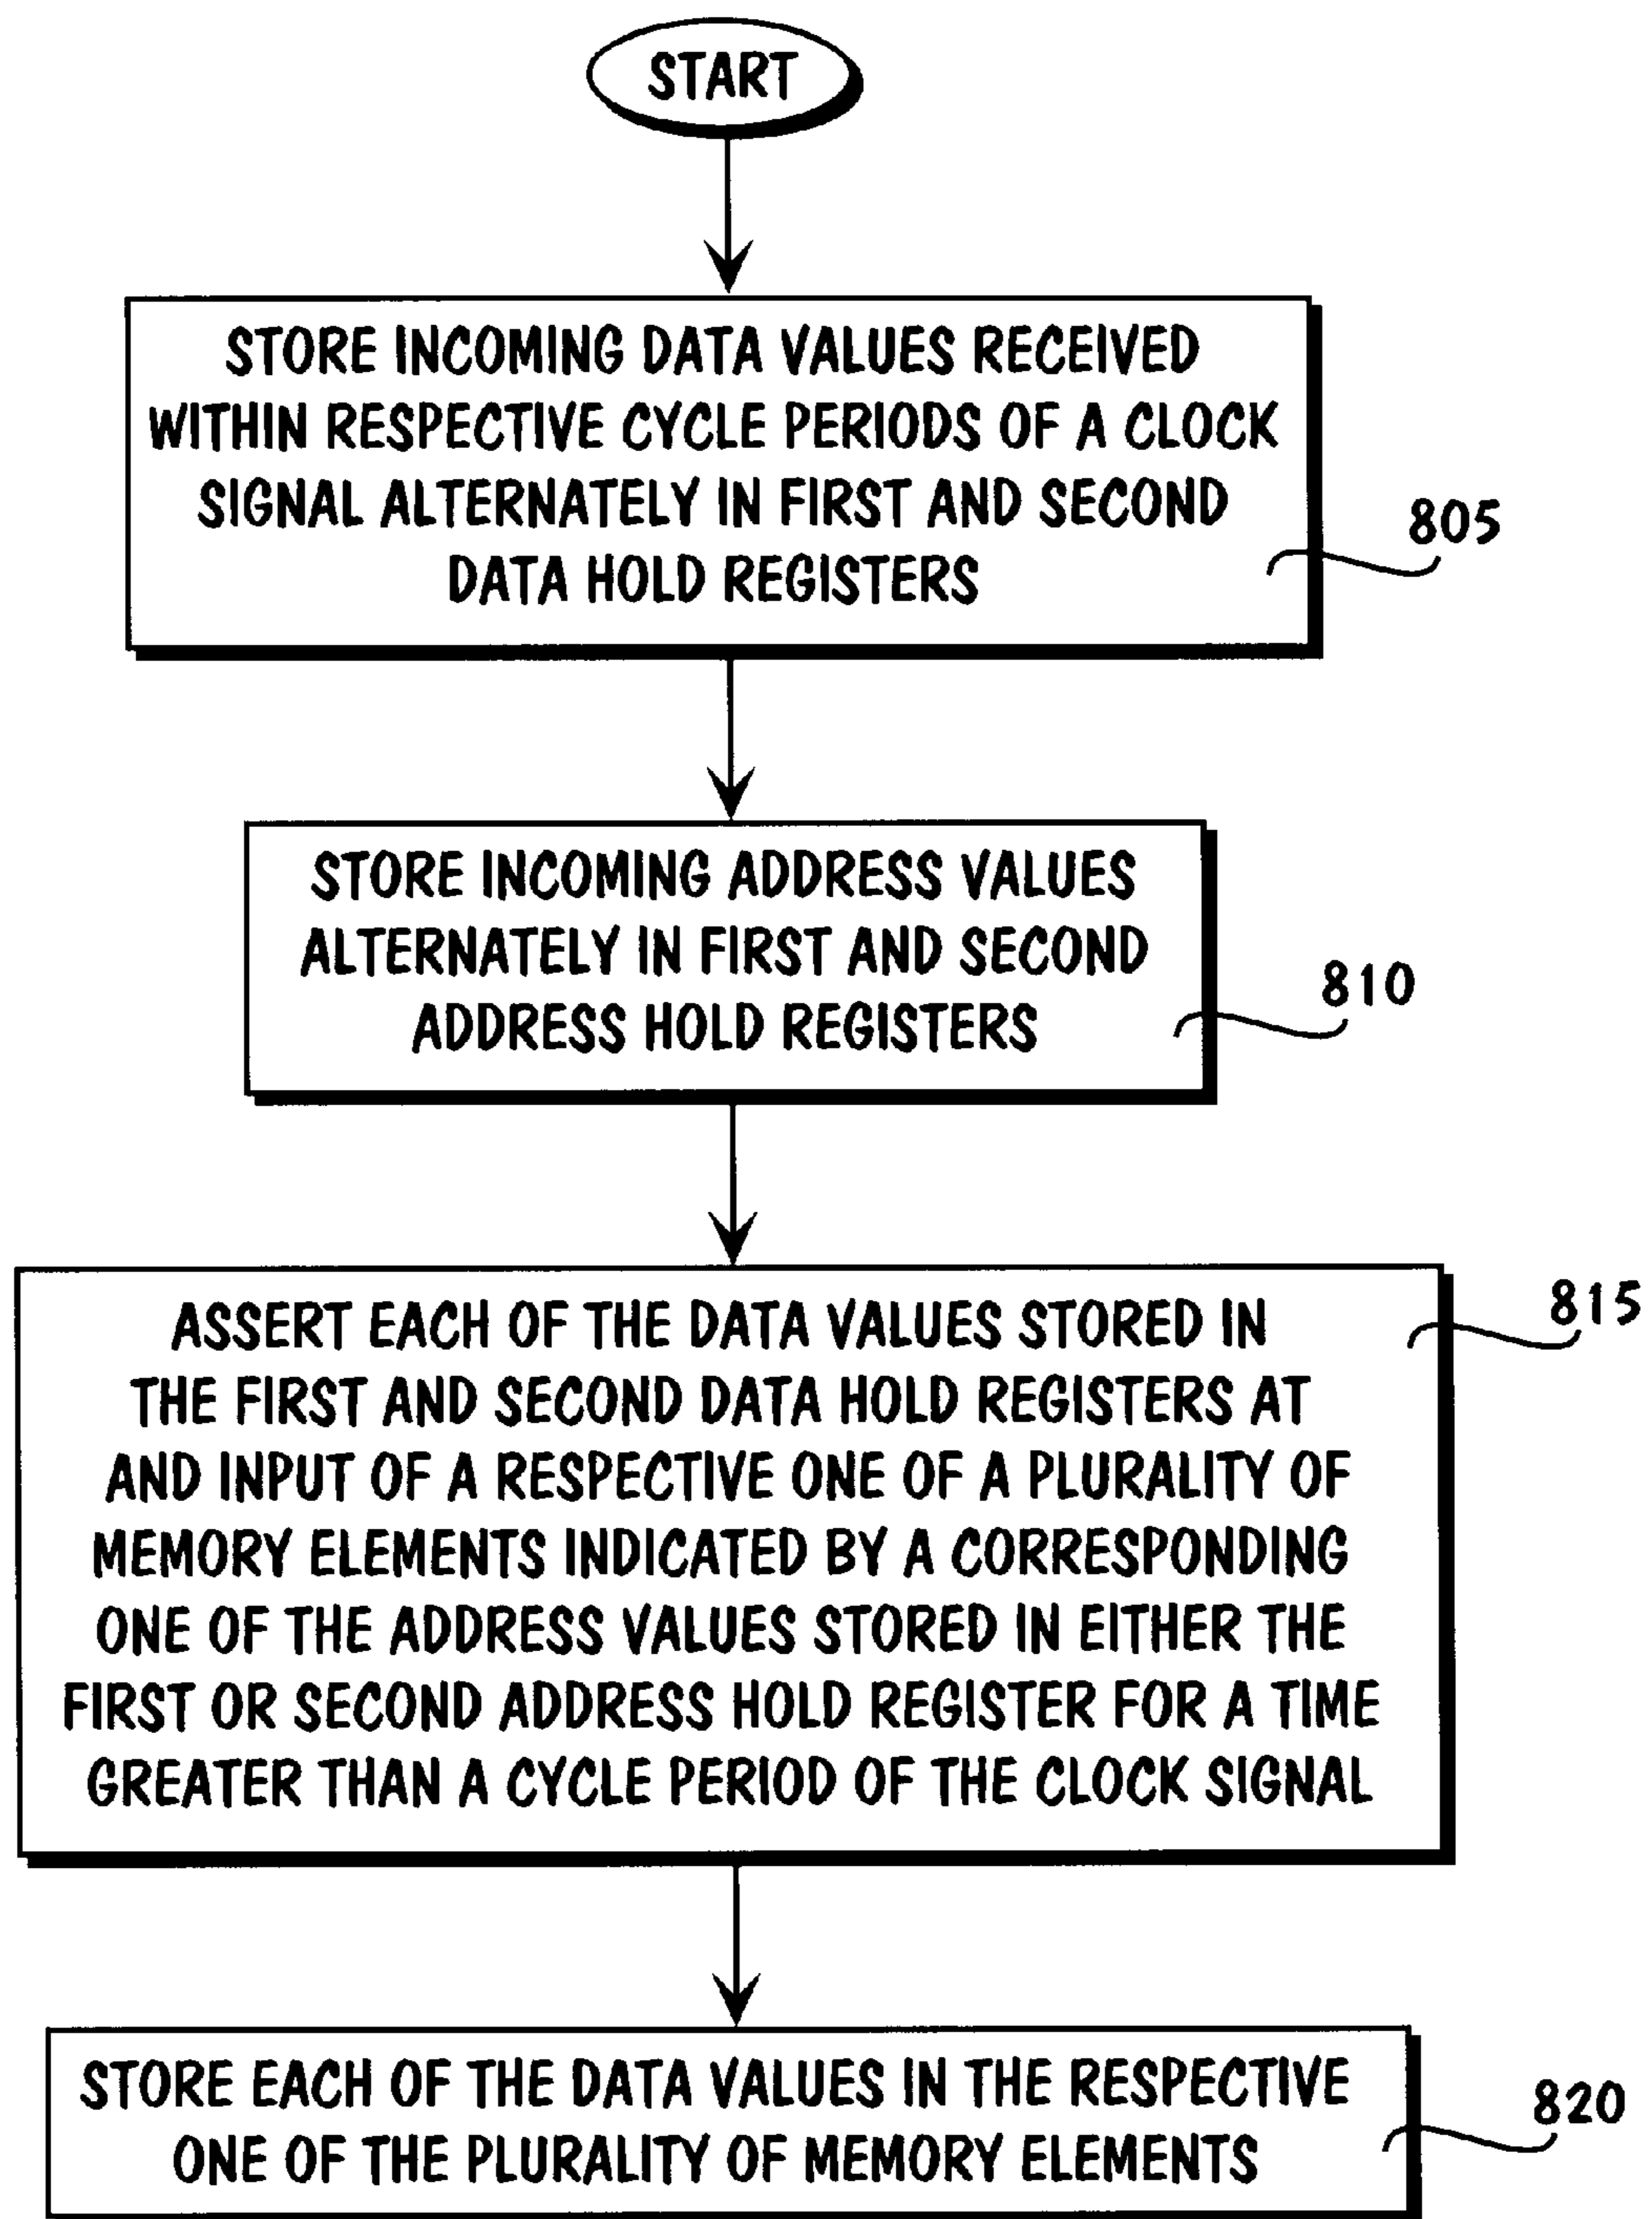 START
STORE INCOMING DATA VALUES RECEIVED
WITHIN RESPECTIVE CYCLE PERIODS OF A CLOCK
SIGNAL ALTERNATELY IN FIRST AND SECOND
DATA HOLD REGISTERS
805
STORE INCOMING ADDRESS VALUES
ALTERNATELY IN FIRST AND SECOND
ADDRESS HOLD REGISTERS
810
ASSERT EACH OF THE DATA VALUES STORED IN
THE FIRST AND SECOND DATA HOLD REGISTERS AT
AND INPUT OF A RESPECTIVE ONE OF A PLURALITY OF
MEMORY ELEMENTS INDICATED BY A CORRESPONDING
ONE OF THE ADDRESS VALUES STORED IN EITHER THE
FIRST OR SECOND ADDRESS HOLD REGISTER FOR A TIME
GREATER THAN A CYCLE PERIOD OF THE CLOCK SIGNAL
815
STORE EACH OF THE DATA VALUES IN THE RESPECTIVE
ONE OF THE PLURALITY OF MEMORY ELEMENTS
820